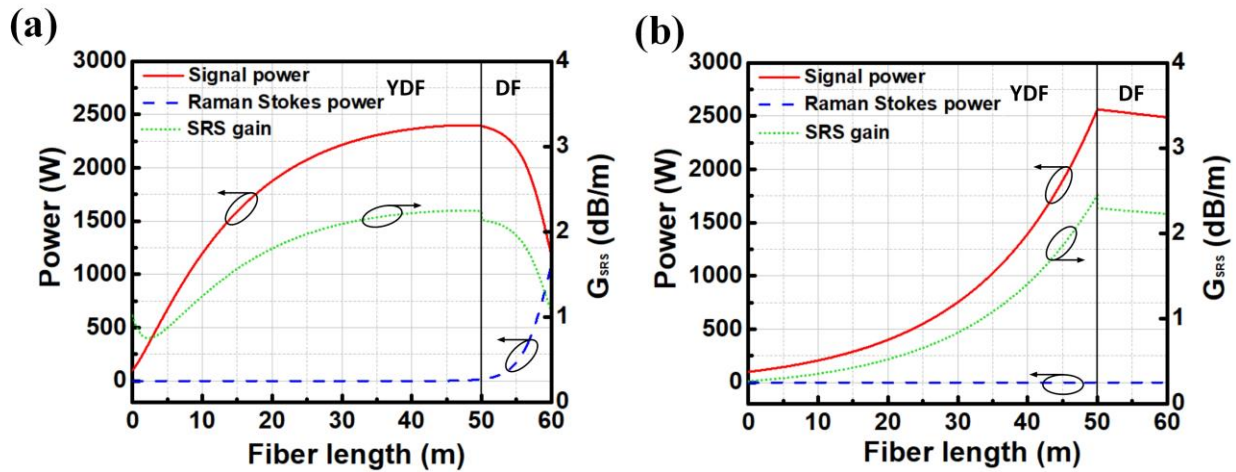 (a)
3000
2500
2000
1500
1000
500
0
Power (W)
Signal power
Raman Stokes power
SRS gain
YDF
DF
4
3
2
1
0
G_SRS (dB/m)
0 10 20 30 40 50 60
Fiber length (m)
(b)
3000
2500
2000
1500
1000
500
0
Power (W)
Signal power
Raman Stokes power
SRS gain
YDF
DF
4
3
2
1
0
G_SRS (dB/m)
0 10 20 30 40 50 60
Fiber length (m)